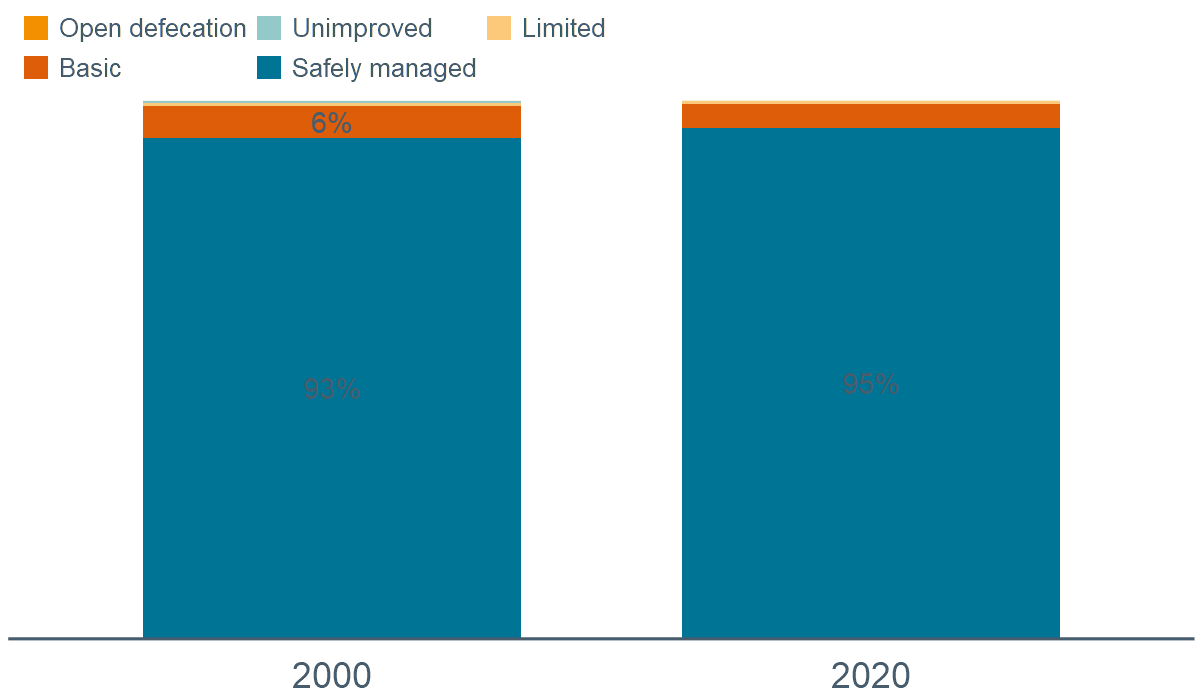 Open defecation Unimproved Limited
Basic Safely managed
6%
93% 95%
2000 2020